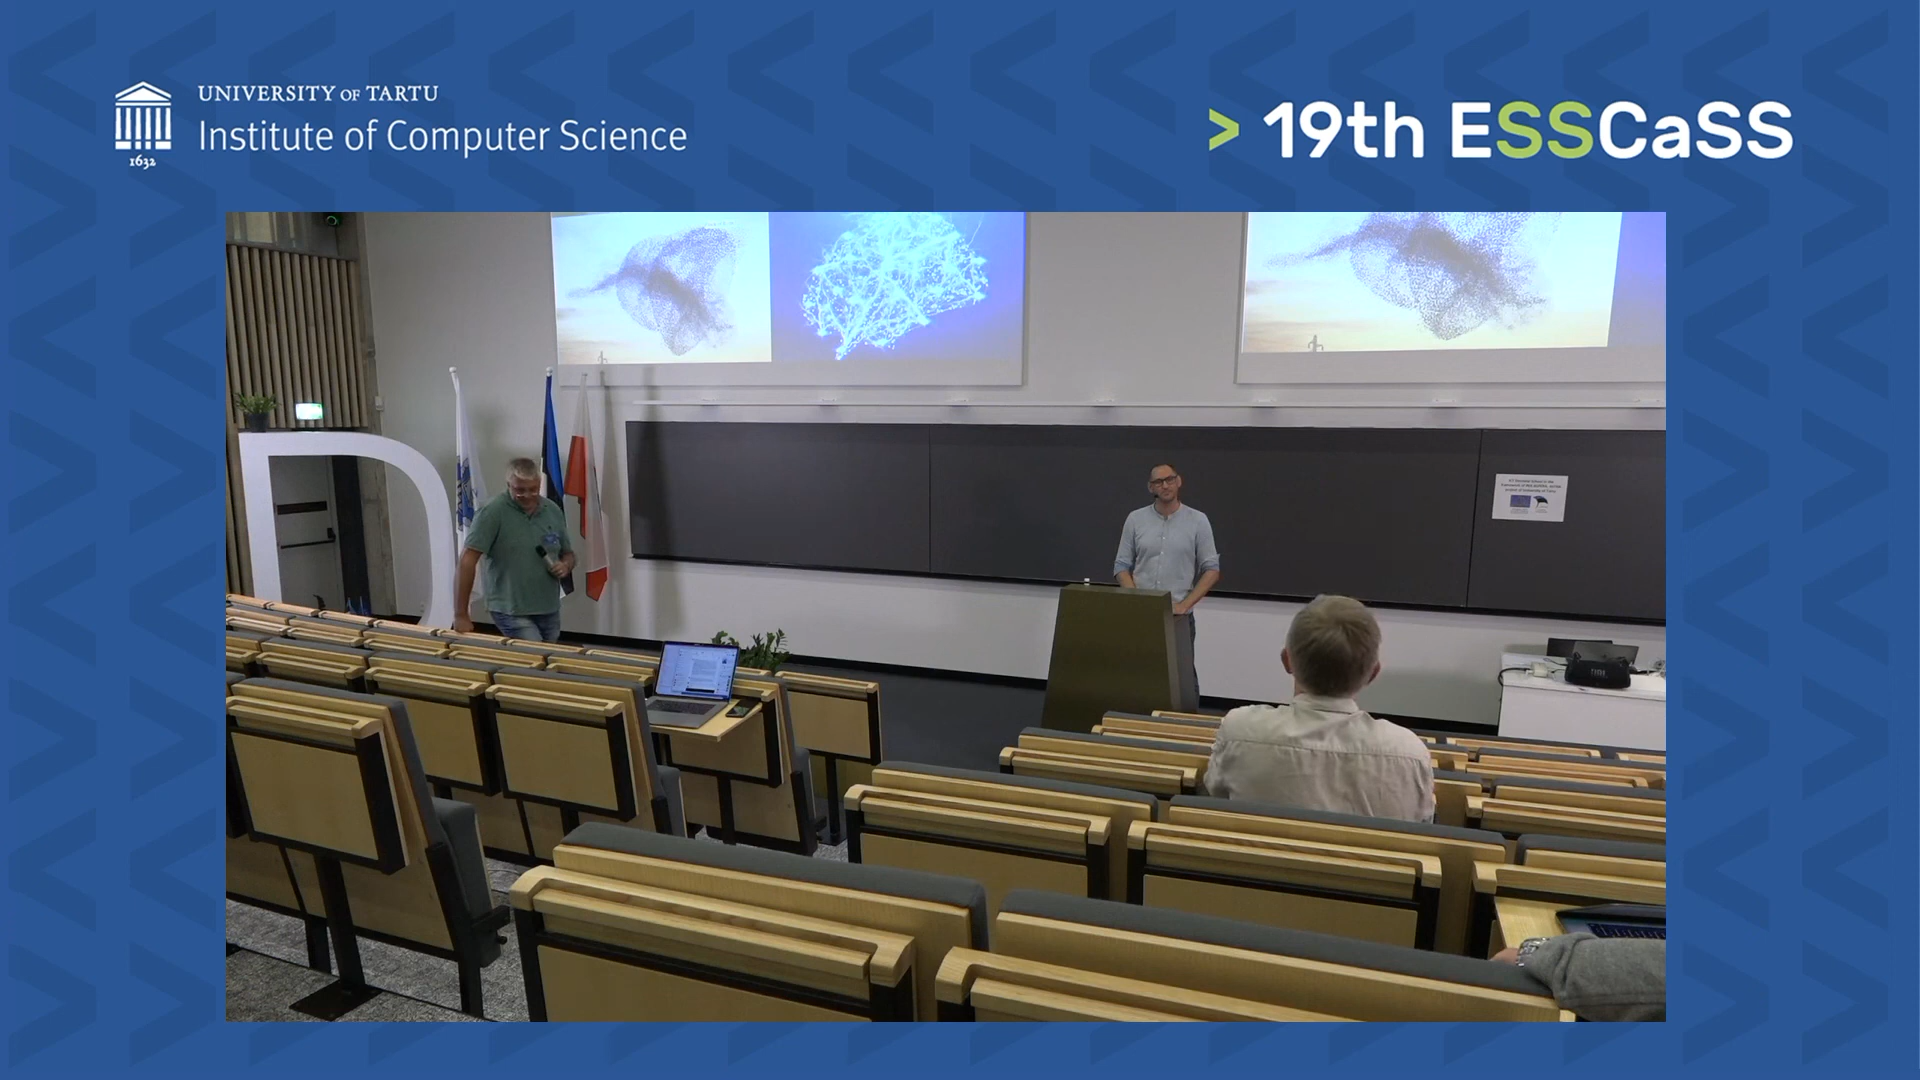 UNIVERSITY OF TARTU
Institute of Computer Science
1632
> 19th ESSCaSS